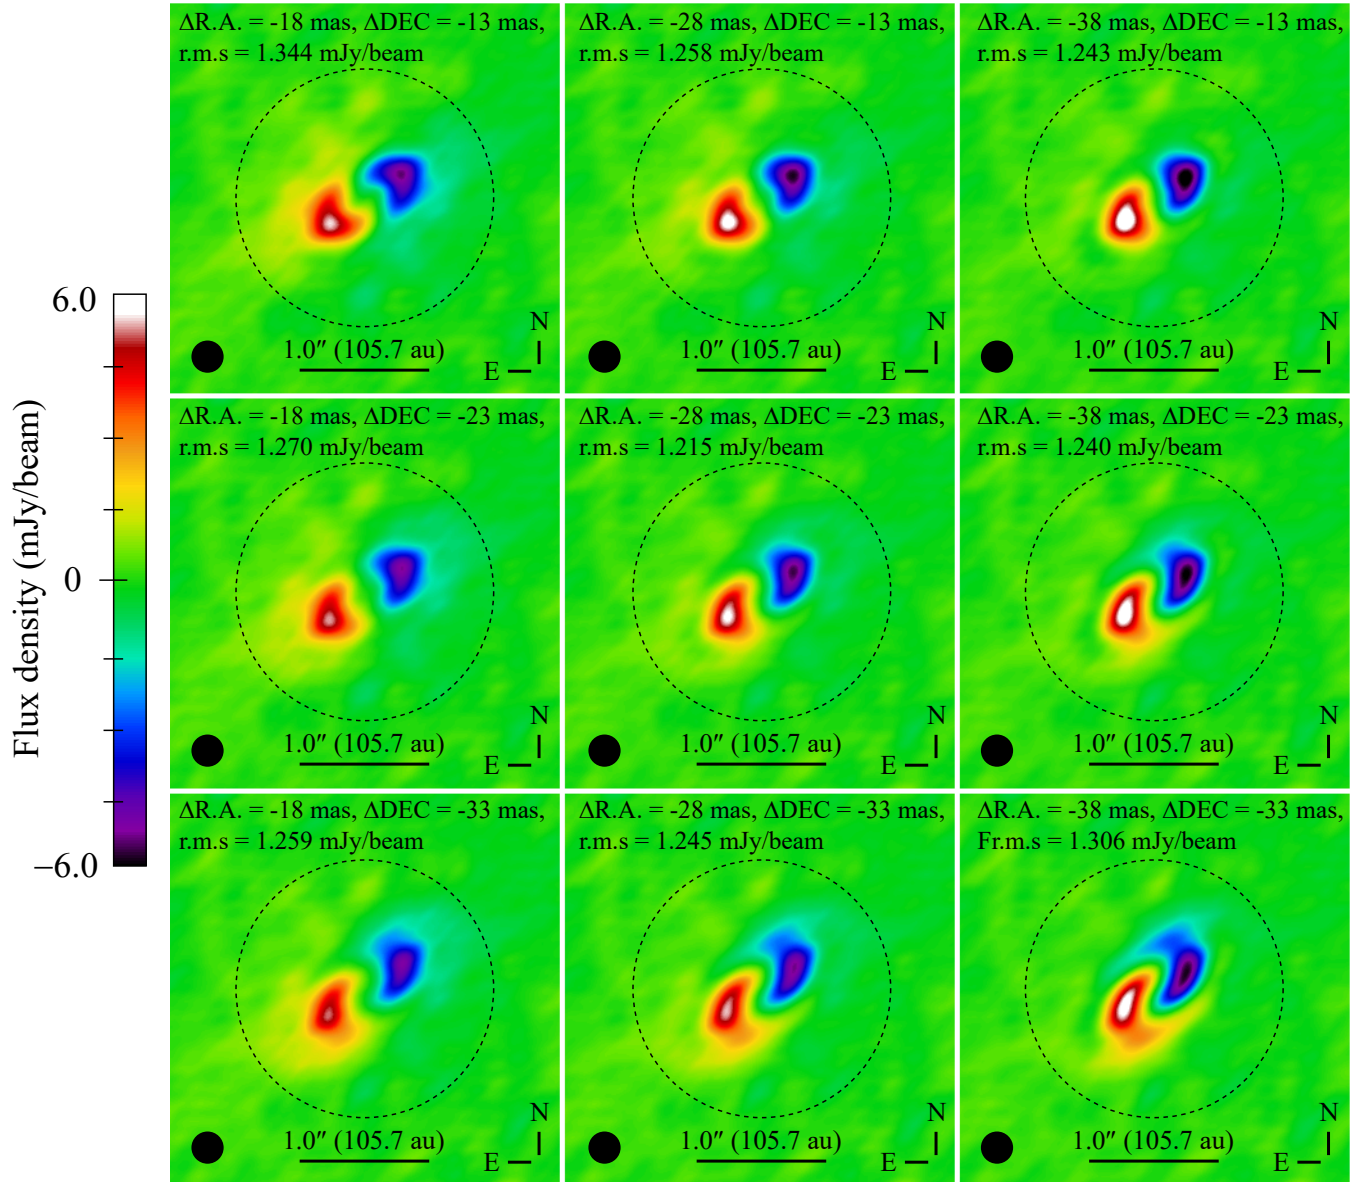 ΔR.A. = -18 mas, ΔDEC = -13 mas,
r.m.s = 1.344 mJy/beam
N
1.0″ (105.7 au)
E
ΔR.A. = -28 mas, ΔDEC = -13 mas,
r.m.s = 1.258 mJy/beam
N
1.0″ (105.7 au)
E
ΔR.A. = -38 mas, ΔDEC = -13 mas,
r.m.s = 1.243 mJy/beam
N
1.0″ (105.7 au)
E
Flux density (mJy/beam)
6.0
0
−6.0
ΔR.A. = -18 mas, ΔDEC = -23 mas,
r.m.s = 1.270 mJy/beam
N
1.0″ (105.7 au)
E
ΔR.A. = -28 mas, ΔDEC = -23 mas,
r.m.s = 1.215 mJy/beam
N
1.0″ (105.7 au)
E
ΔR.A. = -38 mas, ΔDEC = -23 mas,
r.m.s = 1.240 mJy/beam
N
1.0″ (105.7 au)
E
ΔR.A. = -18 mas, ΔDEC = -33 mas,
r.m.s = 1.259 mJy/beam
N
1.0″ (105.7 au)
E
ΔR.A. = -28 mas, ΔDEC = -33 mas,
r.m.s = 1.245 mJy/beam
N
1.0″ (105.7 au)
E
ΔR.A. = -38 mas, ΔDEC = -33 mas,
Fr.m.s = 1.306 mJy/beam
N
1.0″ (105.7 au)
E